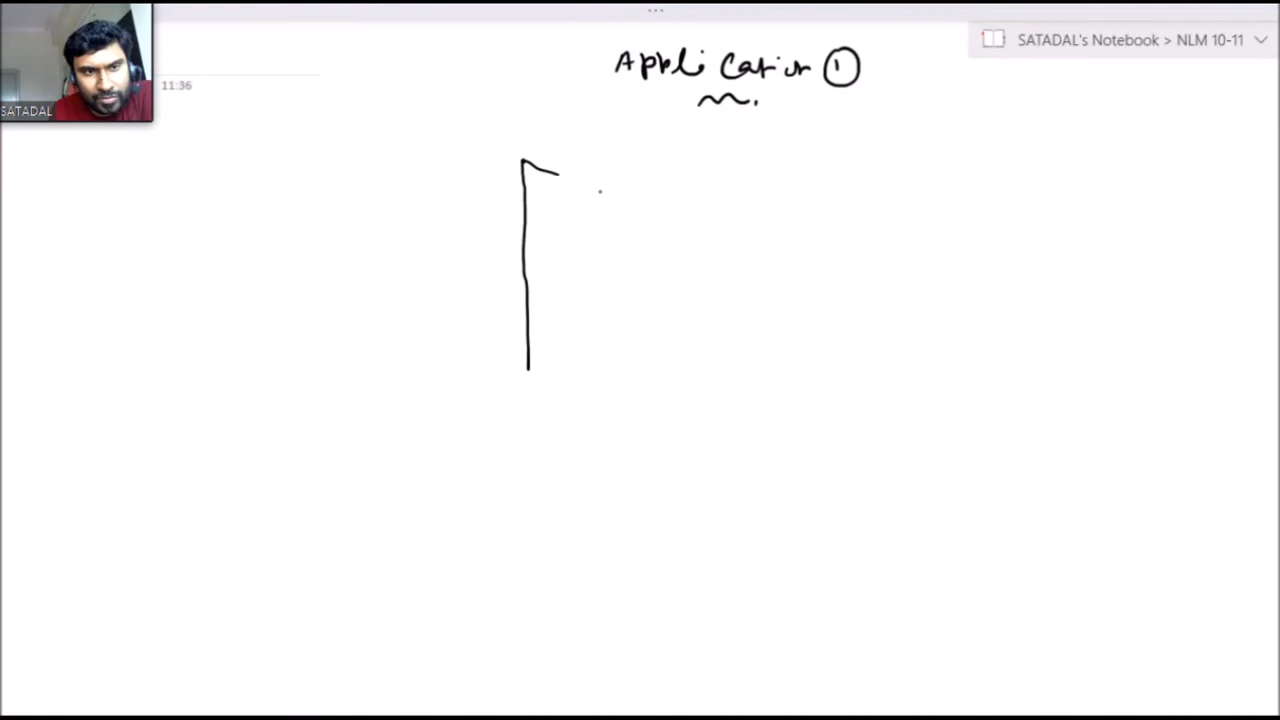 SATADAL's Notebook > NLM 10-11
Application ①
11:36
SATADAL